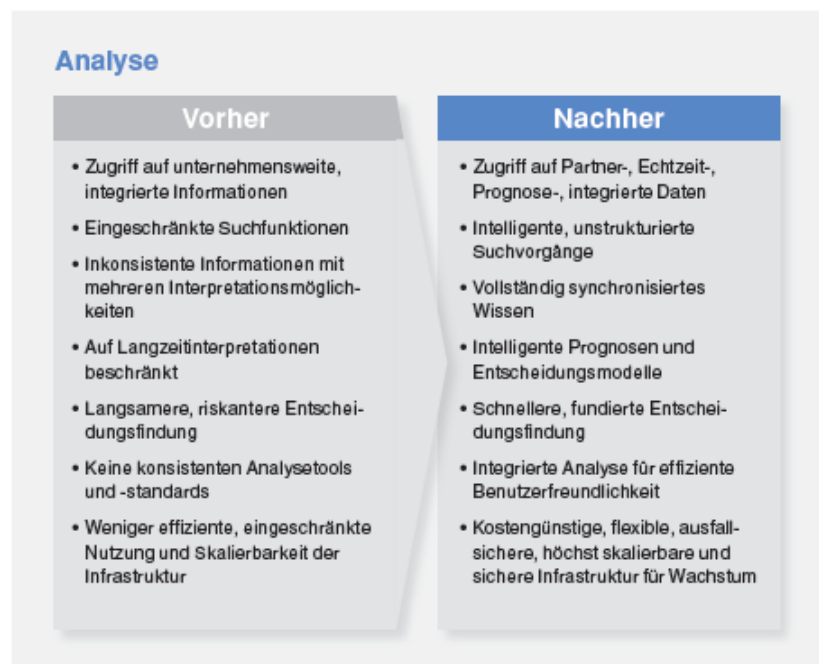 Analyse
Vorher
• Zugriff auf unternehmensweite,
integrierte Informationen
• Eingeschränkte Suchfunktionen
• Inkonsistente Informationen mit
mehreren Interpretationsmöglich-
keiten
• Auf Langzeitinterpretationen
beschränkt
• Langsamere, riskantere Entschei-
dungsfindung
• Keine konsistenten Analysetools
und -standards
• Weniger effiziente, eingeschränkte
Nutzung und Skalierbarkeit der
Infrastruktur
Nachher
• Zugriff auf Partner-, Echtzeit-,
Prognose-, integrierte Daten
• Intelligente, unstrukturierte
Suchvorgänge
• Vollständig synchronisiertes
Wissen
• Intelligente Prognosen und
Entscheidungsmodelle
• Schnellere, fundierte Entschei-
dungsfindung
• Integrierte Analyse für effiziente
Benutzerfreundlichkeit
• Kostengünstige, flexible, ausfall-
sichere, höchst skalierbare und
sichere Infrastruktur für Wachstum